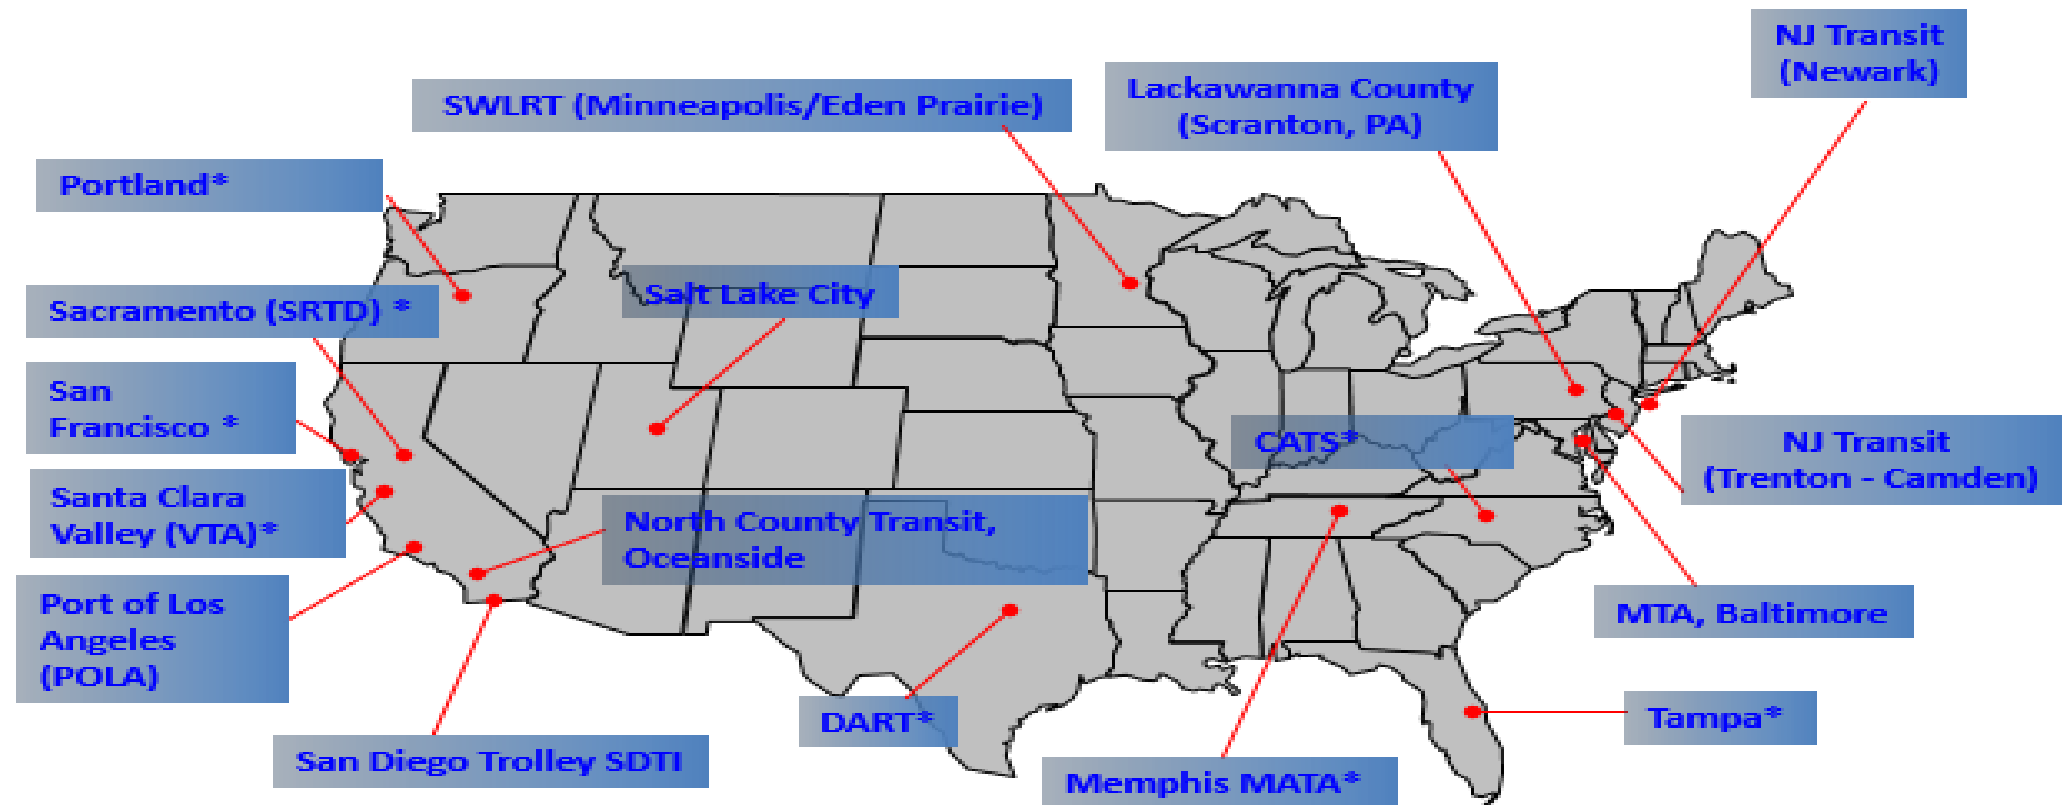 NJ Transit
(Newark)
Lackawanna County
(Scranton, PA)
SWLRT (Minneapolis/Eden Prairie)
Portland*
Salt Lake City
Sacramento (SRTD) *
San
Francisco *
CATS*
NJ Transit
(Trenton - Camden)
Santa Clara
Valley (VTA)*
North County Transit,
Oceanside
Port of Los
Angeles
(POLA)
MTA, Baltimore
DART*
Tampa*
San Diego Trolley SDTI
Memphis MATA*